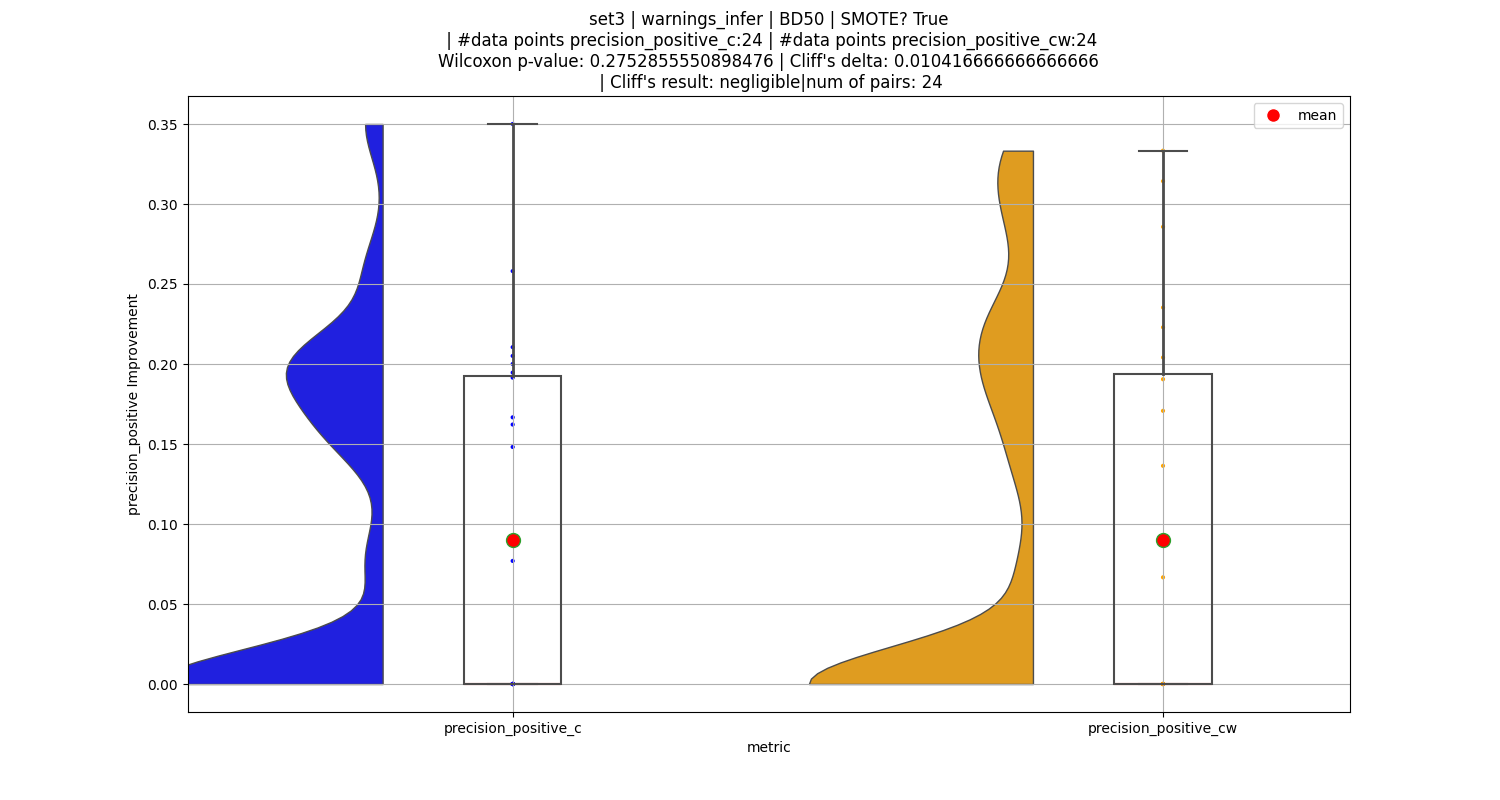 set3 | warnings_infer | BD50 | SMOTE? True
| #data points precision_positive_c:24 | #data points precision_positive_cw:24
Wilcoxon p-value: 0.2752855550898476 | Cliff's delta: 0.010416666666666666
| Cliff's result: negligible|num of pairs: 24
mean
0.35
0.30
0.25
0.20
0.15
0.10
0.05
0.00
precision_positive Improvement
precision_positive_c
precision_positive_cw
metric